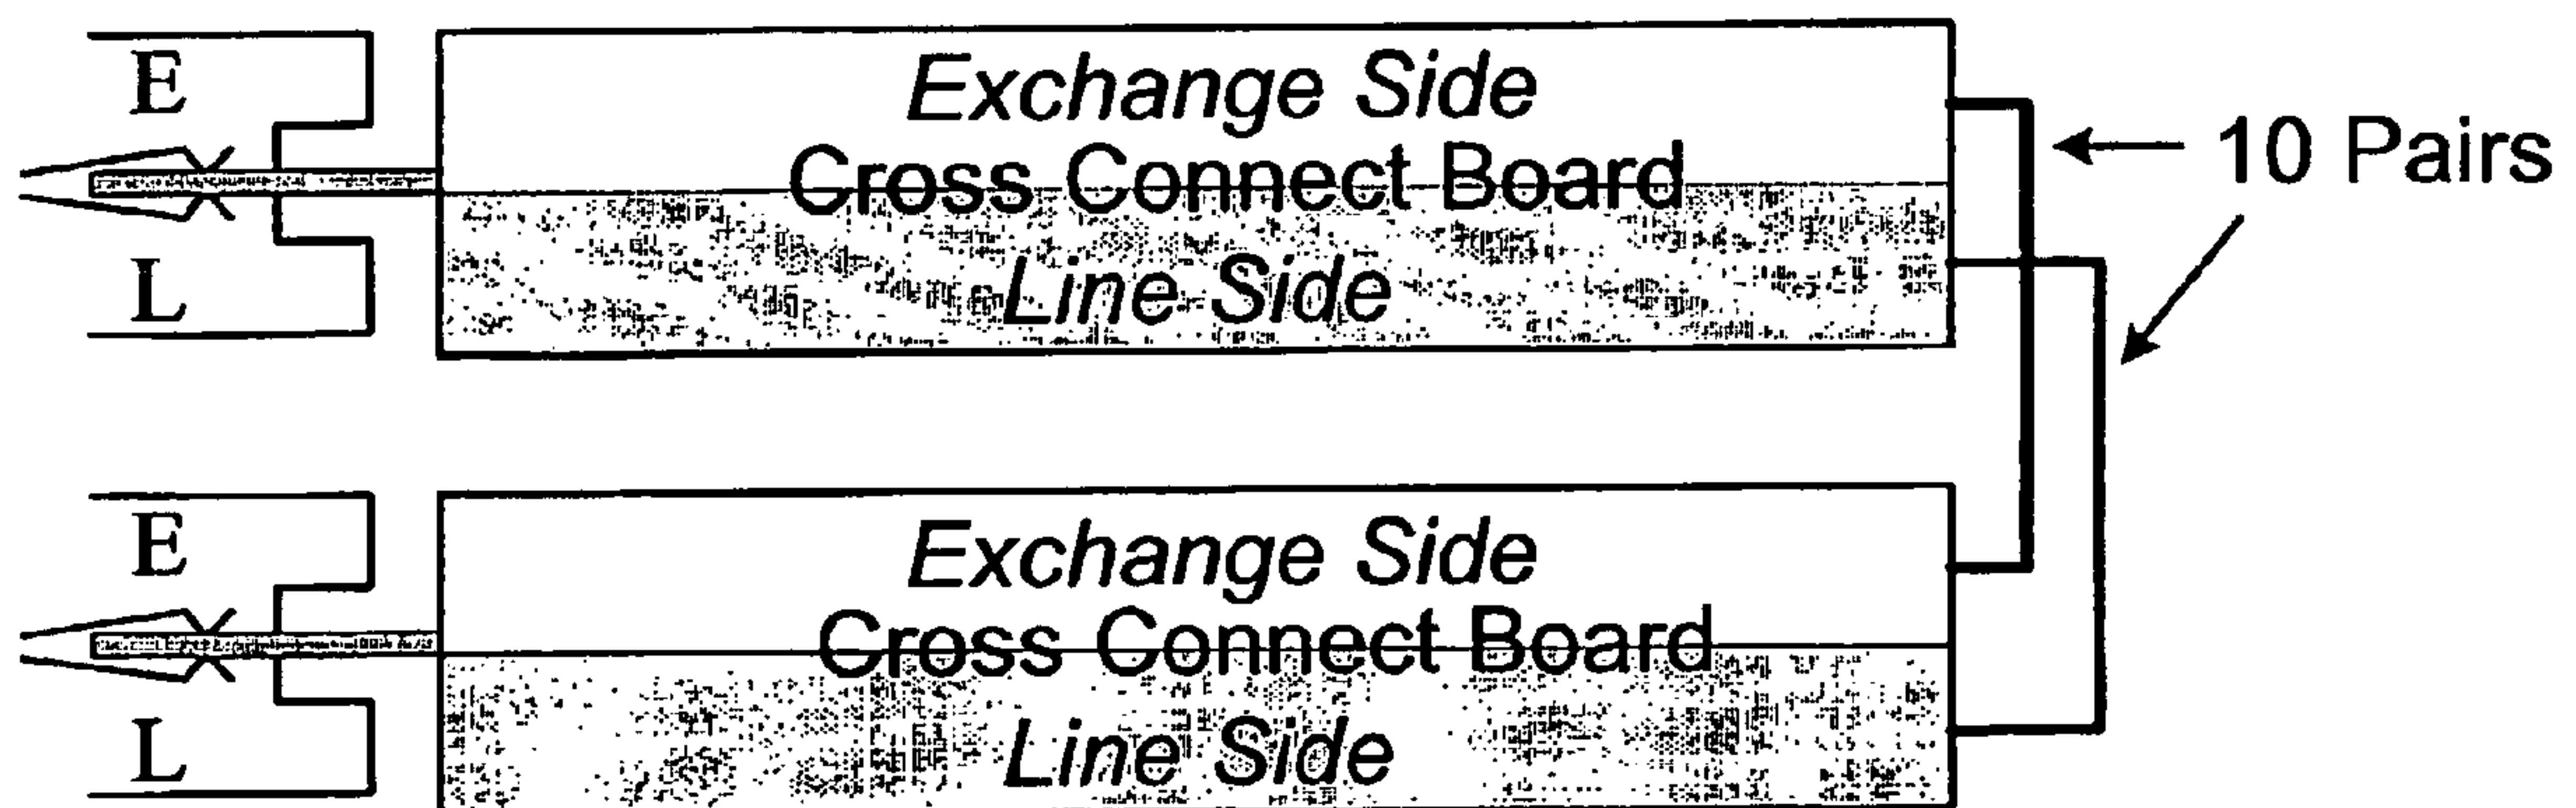 E
Exchange Side
Cross Connect Board
10 Pairs
L
Line Side
E
Exchange Side
Cross Connect Board
L
Line Side